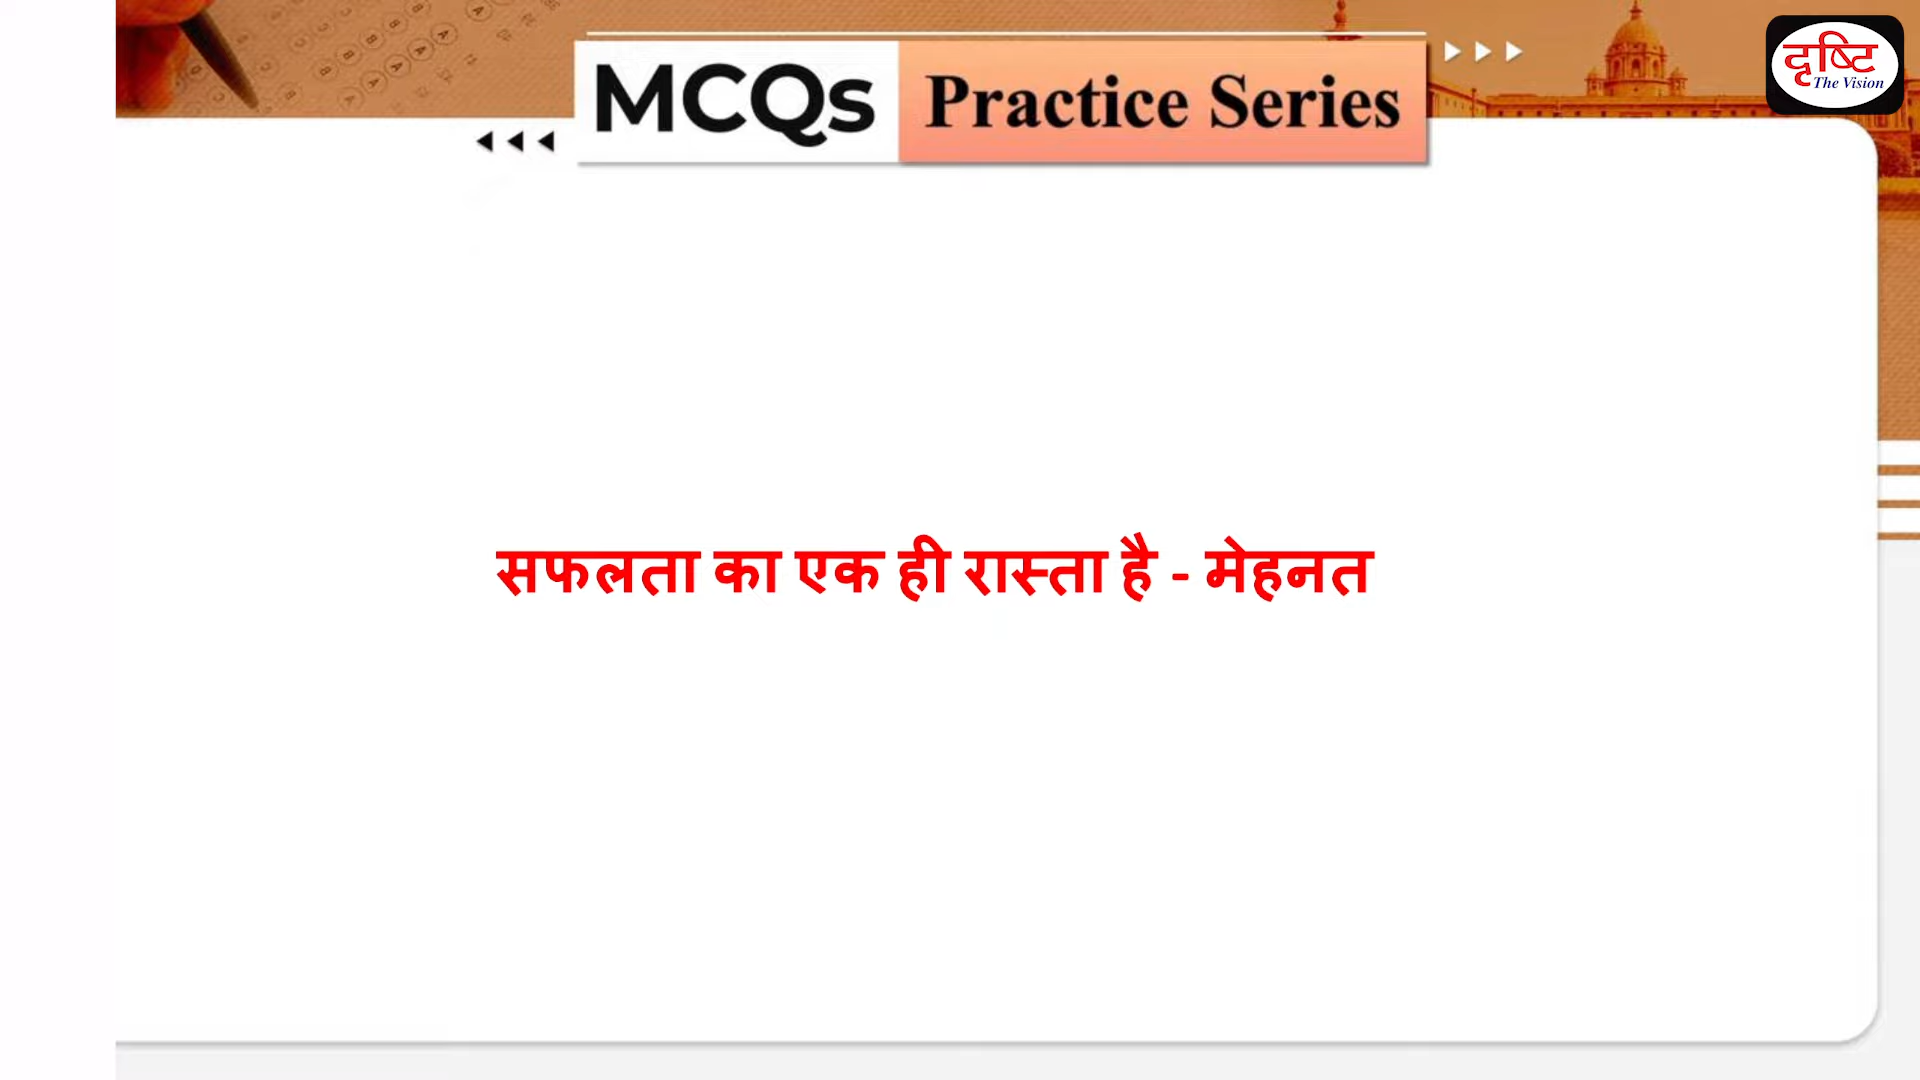 MCQs Practice Series
दृष्टि
The Vision
सफलता का एक ही रास्ता है - मेहनत